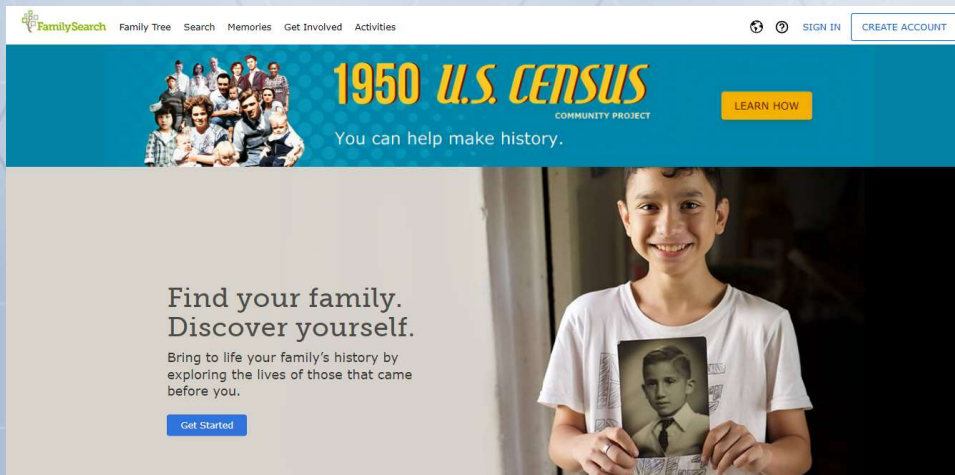 FamilySearch Family Tree Search Memories Get Involved Activities SIGN IN CREATE ACCOUNT
1950 U.S. CENSUS
COMMUNITY PROJECT
LEARN HOW
You can help make history.
Find your family.
Discover yourself.
Bring to life your family's history by
exploring the lives of those that came
before you.
Get Started